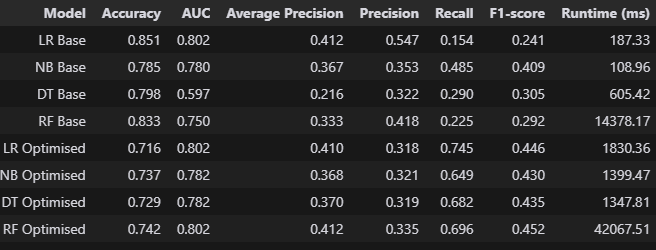 Model Accuracy AUC Average Precision Precision Recall F1-score Runtime (ms)
LR Base 0.851 0.802 0.412 0.547 0.154 0.241 187.33
NB Base 0.785 0.780 0.367 0.353 0.485 0.409 108.96
DT Base 0.798 0.597 0.216 0.322 0.290 0.305 605.42
RF Base 0.833 0.750 0.333 0.418 0.225 0.292 14378.17
LR Optimised 0.716 0.802 0.410 0.318 0.745 0.446 1830.36
NB Optimised 0.737 0.782 0.368 0.321 0.649 0.430 1399.47
DT Optimised 0.729 0.782 0.370 0.319 0.682 0.435 1347.81
RF Optimised 0.742 0.802 0.412 0.335 0.696 0.452 42067.51